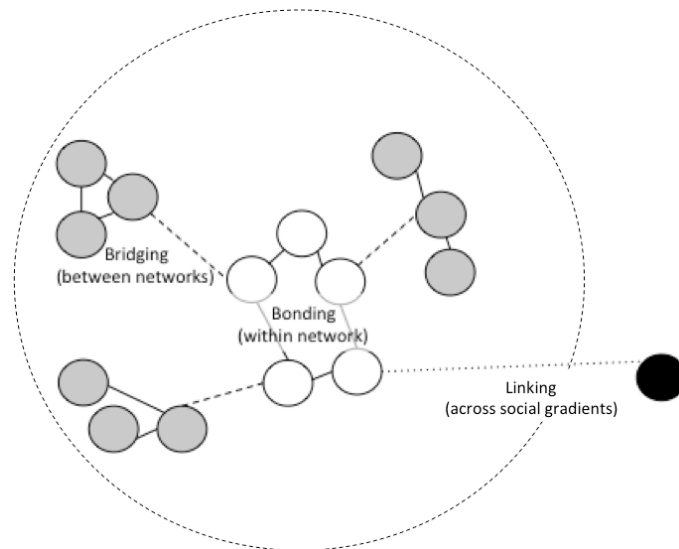 Bridging
(between networks)
Bonding
(within network)
Linking
(across social gradients)